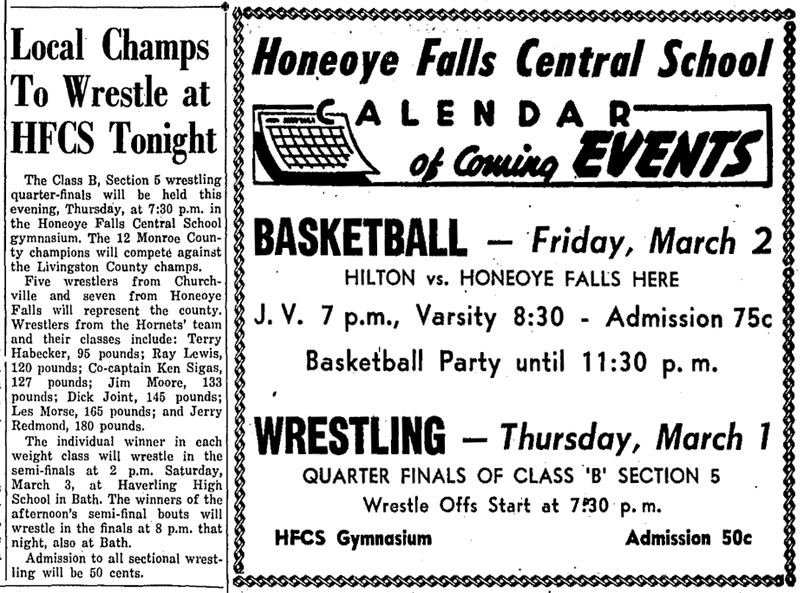 Local Champs
To Wrestle at
HFCS Tonight
The Class B, Section 5 wrestling
quarter-finals will be held this
evening, Thursday, at 7:30 p.m. in
the Honeoye Falls Central School
gymnasium. The 12 Monroe Coun-
ty champions will compete against
the Livingston County champs.
Five wrestlers from Church-
ville and seven from Honeoye
Falls will represent the county.
Wrestlers from the Hornets' team
and their classes include: Terry
Habecker, 95 pounds; Ray Lewis,
120 pounds; Co-captain Ken Sigas,
127 pounds; Jim Moore, 133
pounds; Dick Joint, 145 pounds;
Les Morse, 165 pounds; and Jerry
Redmond, 180 pounds.
The individual winner in each
weight class will wrestle in the
semi-finals at 2 p.m. Saturday,
March 3, at Haverling High
School in Bath. The winners of the
afternoon's semi-final bouts will
wrestle in the finals at 8 p.m. that
night, also at Bath.
Admission to all sectional wrest-
ling will be 50 cents.
Honeoye Falls Central School
CALENDAR
of Coming EVENTS
BASKETBALL — Friday, March 2
HILTON vs. HONEOYE FALLS HERE
J. V. 7 p.m., Varsity 8:30 - Admission 75c
Basketball Party until 11:30 p. m.
WRESTLING — Thursday, March 1
QUARTER FINALS OF CLASS 'B' SECTION 5
Wrestle Offs Start at 7:30 p. m.
HFCS Gymnasium Admission 50c